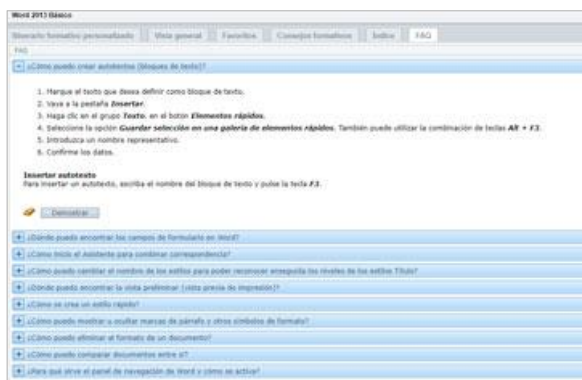 Word 2013 Básico
Itinerario formativo personalizado Vista general Favoritos Consejos formativos Índice FAQ
FAQ
¿Cómo puedo crear autotextos (bloques de texto)?
1. Marque el texto que desea definir como bloque de texto.
2. Vaya a la pestaña Insertar.
3. Haga clic en el grupo Texto, en el botón Elementos rápidos.
4. Seleccione la opción Guardar selección en una galería de elementos rápidos. También puede utilizar la combinación de teclas Alt + F3.
5. Introduzca un nombre representativo.
6. Confirme los datos.
Insertar autotexto
Para insertar un autotexto, escriba el nombre del bloque de texto y pulse la tecla F3.
Demostrar
¿Dónde puedo encontrar los campos de formulario en Word?
¿Cómo inicio el Asistente para combinar correspondencia?
¿Cómo puedo cambiar el nombre de los estilos para poder reconocer enseguida los niveles de los estilos Título?
¿Dónde puedo encontrar la vista preliminar (vista previa de impresión)?
¿Cómo se crea un estilo rápido?
¿Cómo puedo mostrar u ocultar marcas de párrafo y otros símbolos de formato?
¿Cómo puedo eliminar el formato de un documento?
¿Cómo puedo comparar documentos entre sí?
¿Para qué sirve el panel de navegación de Word y cómo se activa?